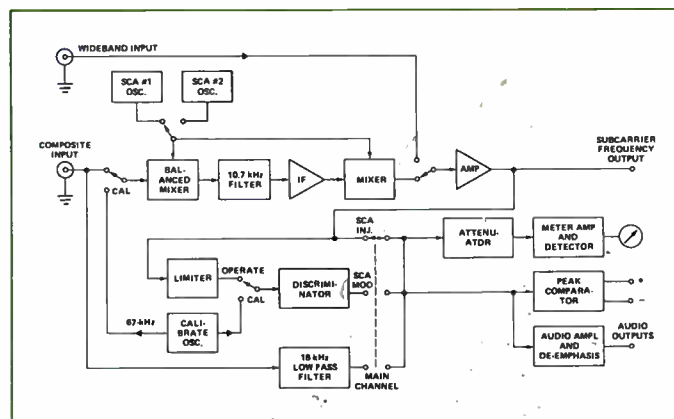 WIDEBAND INPUT
SCA #1
OSC.
SCA #2
OSC.
COMPOSITE
INPUT
CAL
BAL-
ANCED
MIXER
10.7 kHz
FILTER
IF
MIXER
AMP
SUBCARRIER
FREQUENCY
OUTPUT
SCA
INJ.
ATTENU-
ATOR
METER AMP
AND
DETECTOR
LIMITER
OPERATE
CAL
DISCRIMI-
NATOR
SCA
MOD
PEAK
COMPARA-
TOR
+
–
67-kHz
CALI-
BRATE
OSC.
AUDIO AMPL
AND
DE-EMPHASIS
AUDIO
OUTPUTS
18 kHz
LOW PASS
FILTER
MAIN
CHANNEL